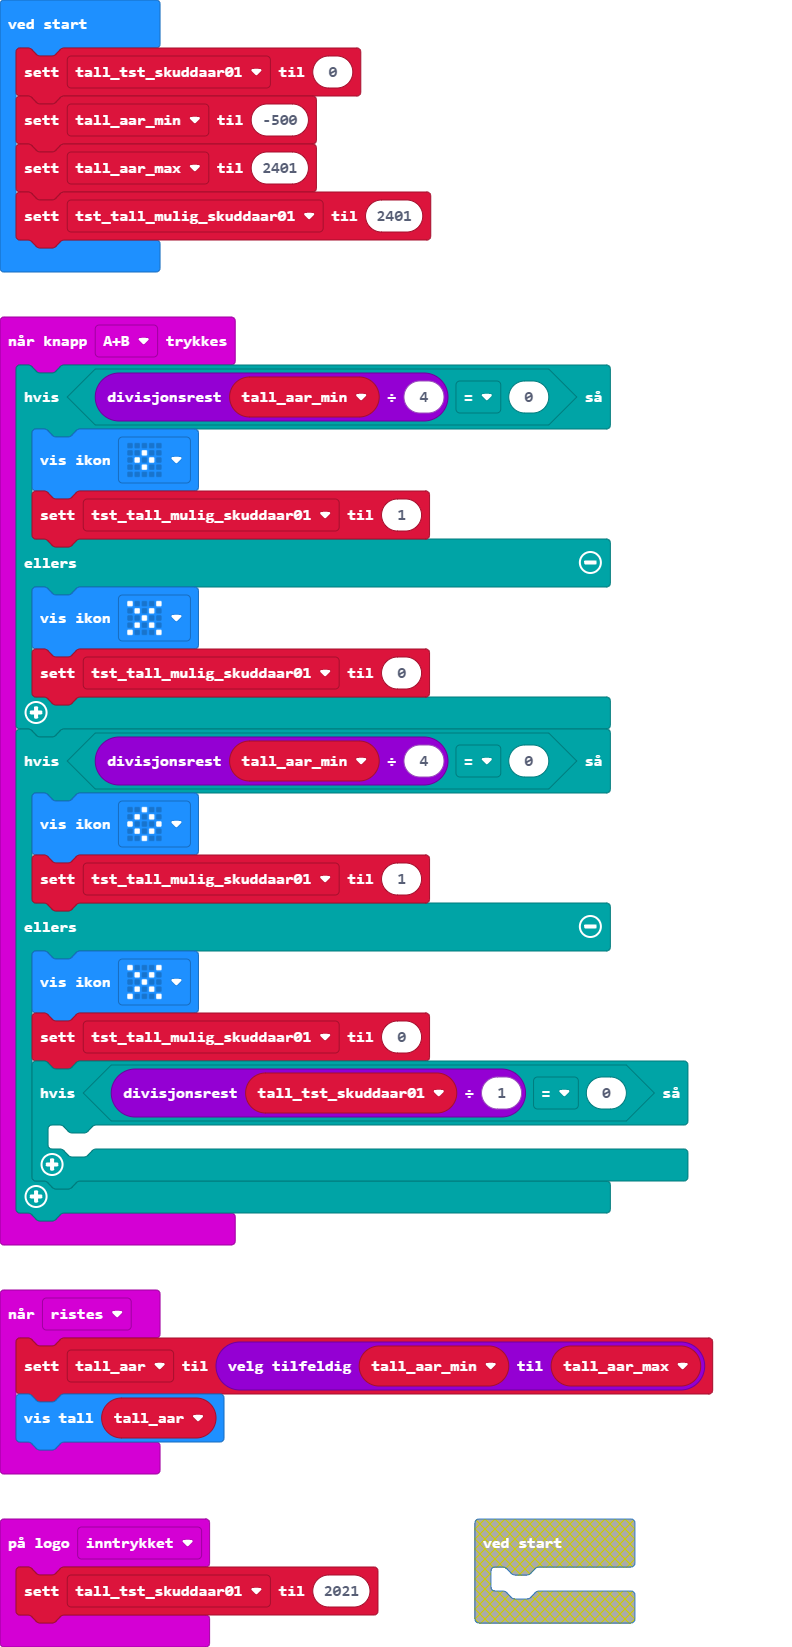 ved start
sett tall_tst_skuddaar01 til 0
sett tall_aar_min til -500
sett tall_aar_max til 2401
sett tst_tall_mulig_skuddaar01 til 2401
når knapp A+B trykkes
hvis divisjonsrest tall_aar_min ÷ 4 = 0 så
vis ikon
sett tst_tall_mulig_skuddaar01 til 1
ellers
vis ikon
sett tst_tall_mulig_skuddaar01 til 0
hvis divisjonsrest tall_aar_min ÷ 4 = 0 så
vis ikon
sett tst_tall_mulig_skuddaar01 til 1
ellers
vis ikon
sett tst_tall_mulig_skuddaar01 til 0
hvis divisjonsrest tall_tst_skuddaar01 ÷ 1 = 0 så
når ristes
sett tall_aar til velg tilfeldig tall_aar_min til tall_aar_max
vis tall tall_aar
på logo inntrykket
sett tall_tst_skuddaar01 til 2021
ved start